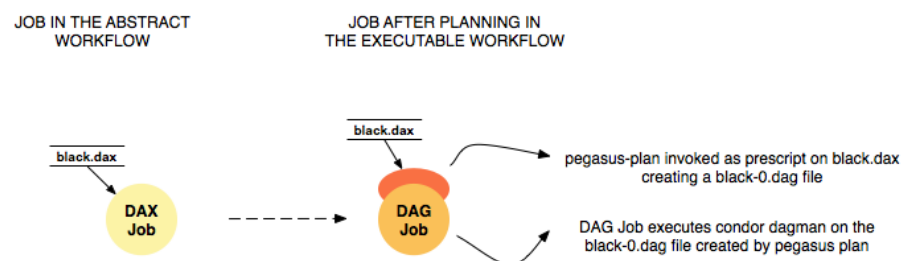 JOB IN THE ABSTRACT
WORKFLOW
JOB AFTER PLANNING IN
THE EXECUTABLE WORKFLOW
black.dax
DAX
Job
black.dax
DAG
Job
pegasus-plan invoked as prescript on black.dax
creating a black-0.dag file
DAG Job executes condor dagman on the
black-0.dag file created by pegasus plan